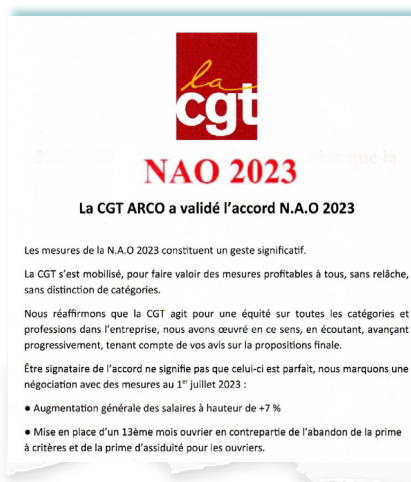 la
cgt
NAO 2023
La CGT ARCO a validé l'accord N.A.O 2023
Les mesures de la N.A.O 2023 constituent un geste significatif.
La CGT s'est mobilisé, pour faire valoir des mesures profitables à tous, sans relâche,
sans distinction de catégories.
Nous réaffirmons que la CGT agit pour une équité sur toutes les catégories et
professions dans l'entreprise, nous avons œuvré en ce sens, en écoutant, avançant
progressivement, tenant compte de vos avis sur la propositions finale.
Être signataire de l'accord ne signifie pas que celui-ci est parfait, nous marquons une
négociation avec des mesures au 1er juillet 2023 :
● Augmentation générale des salaires à hauteur de +7 %
● Mise en place d'un 13ème mois ouvrier en contrepartie de l'abandon de la prime
à critères et de la prime d'assiduité pour les ouvriers.